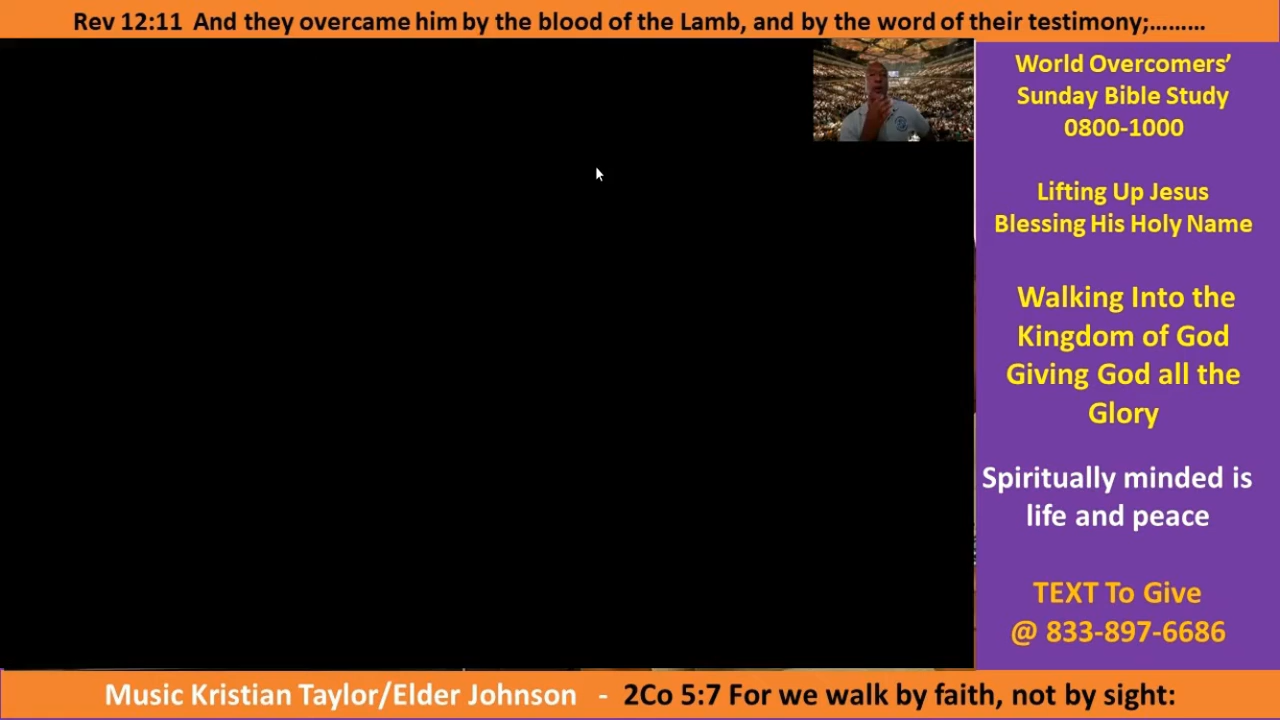 Rev 12:11 And they overcame him by the blood of the Lamb, and by the word of their testimony;.........
World Overcomers’
Sunday Bible Study
0800-1000
Lifting Up Jesus
Blessing His Holy Name
Walking Into the
Kingdom of God
Giving God all the
Glory
Spiritually minded is
life and peace
TEXT To Give
@ 833-897-6686
Music Kristian Taylor/Elder Johnson - 2Co 5:7 For we walk by faith, not by sight: